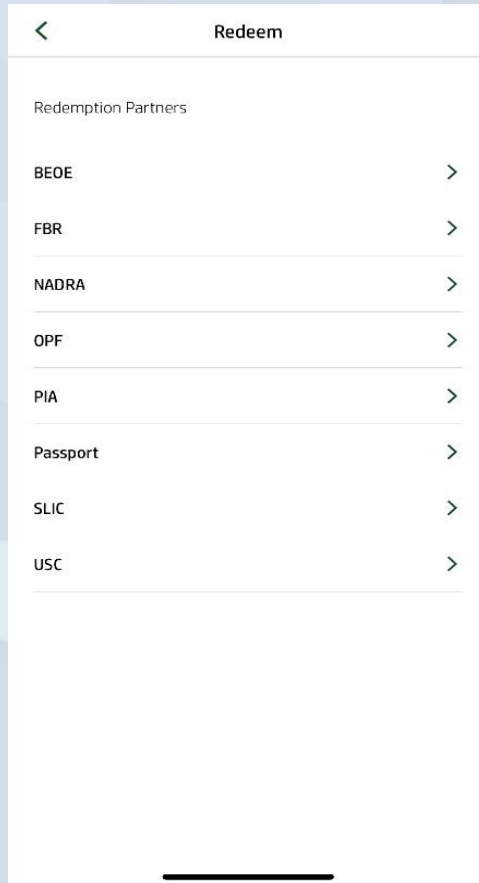 Redeem
Redemption Partners
BEOE
FBR
NADRA
OPF
PIA
Passport
SLIC
USC